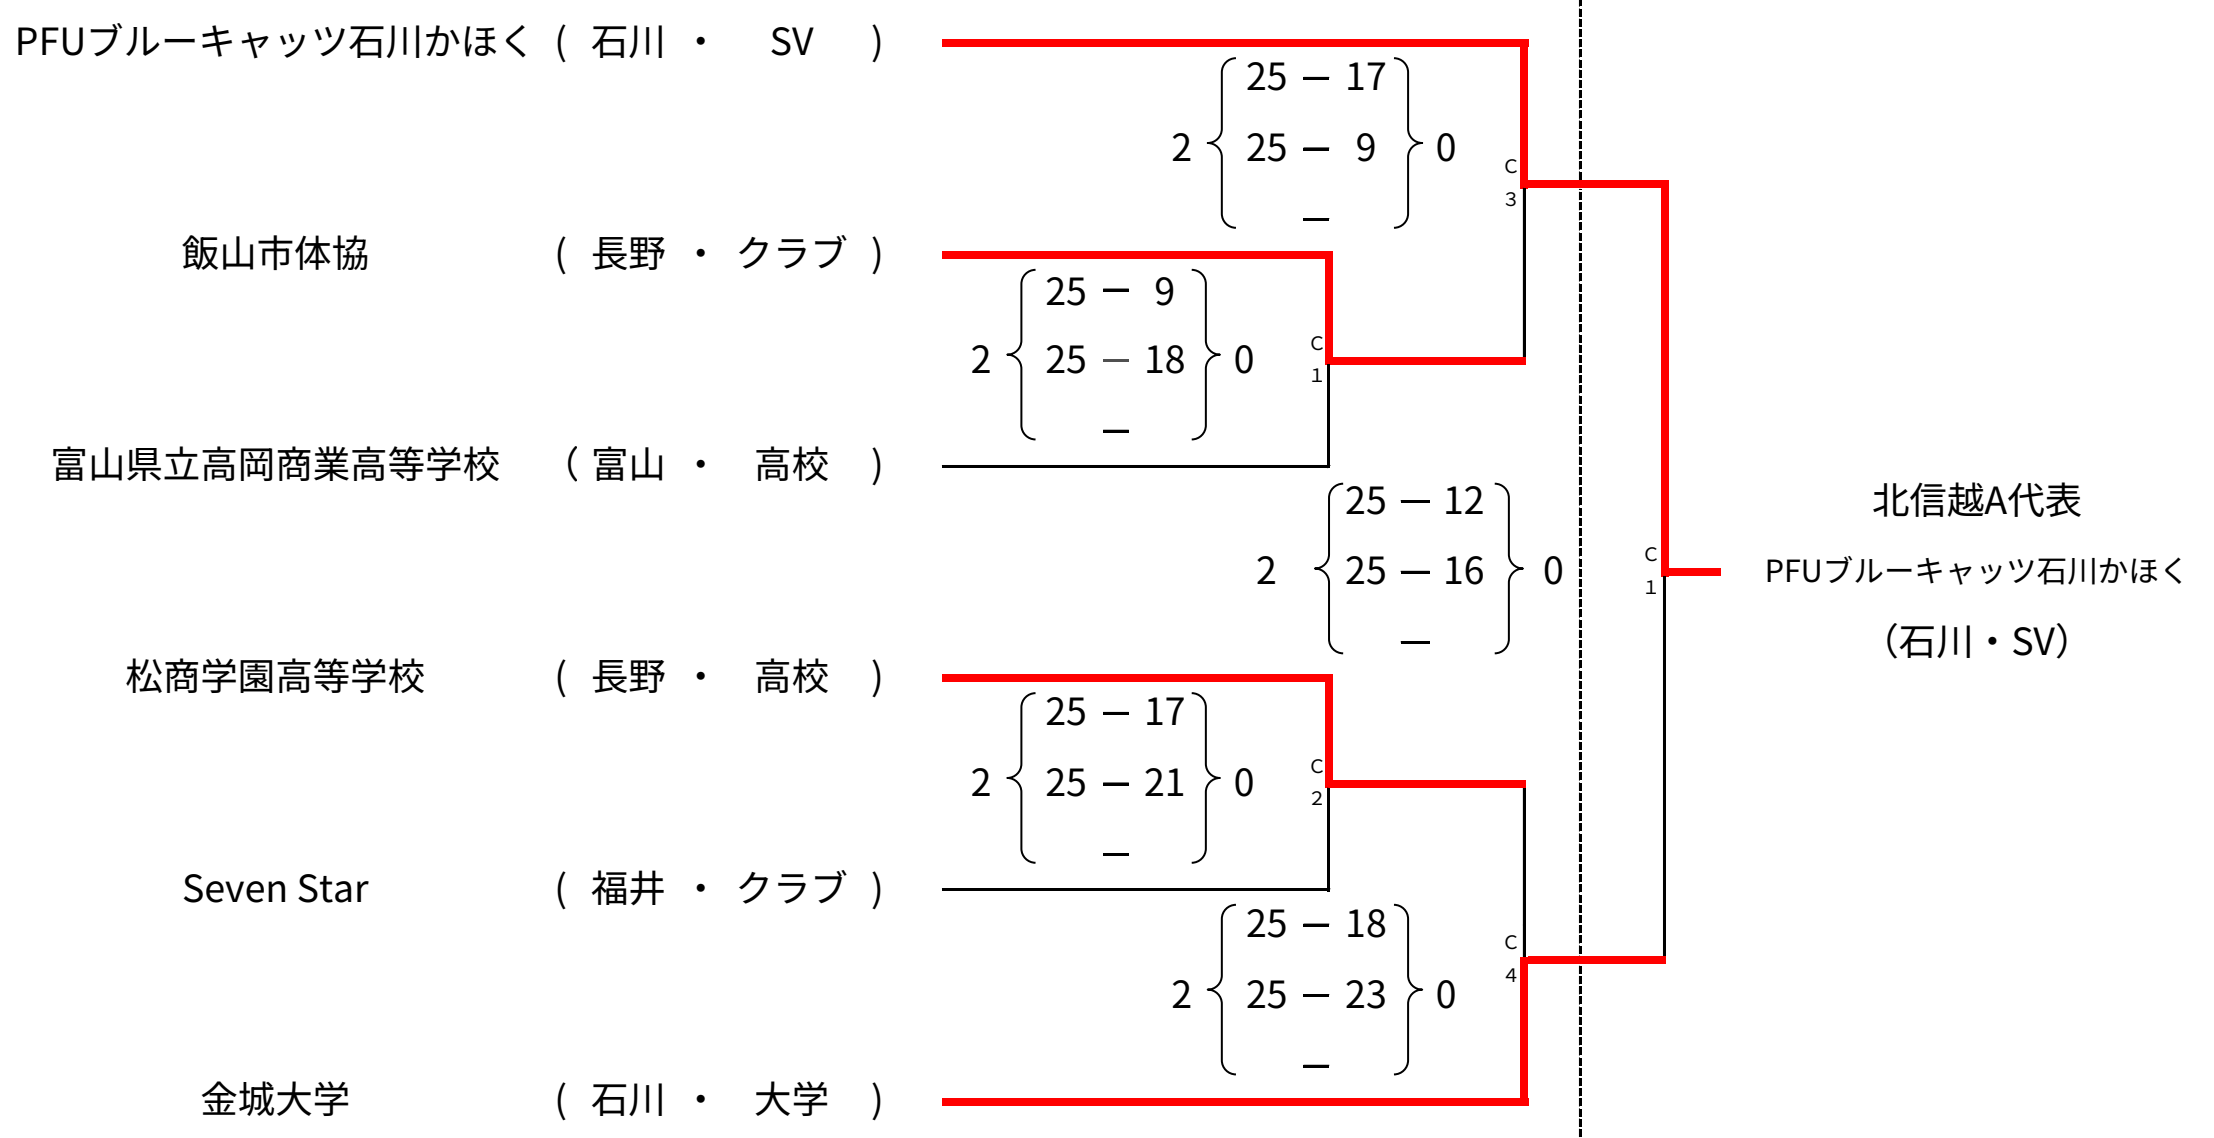 PFUブルーキャッツ石川かほく ( 石川 ・ SV )
25 ー 17
2 25 ー 9 0
ー
C
3
飯山市体協 ( 長野 ・ クラブ )
25 ー 9
2 25 ー 18 0
ー
C
1
富山県立高岡商業高等学校 （ 富山 ・ 高校 )
25 ー 12
2 25 ー 16 0
ー
C
1
北信越A代表
PFUブルーキャッツ石川かほく
（石川・SV）
松商学園高等学校 ( 長野 ・ 高校 )
25 ー 17
2 25 ー 21 0
ー
C
2
Seven Star ( 福井 ・ クラブ )
25 ー 18
2 25 ー 23 0
ー
C
4
金城大学 ( 石川 ・ 大学 )